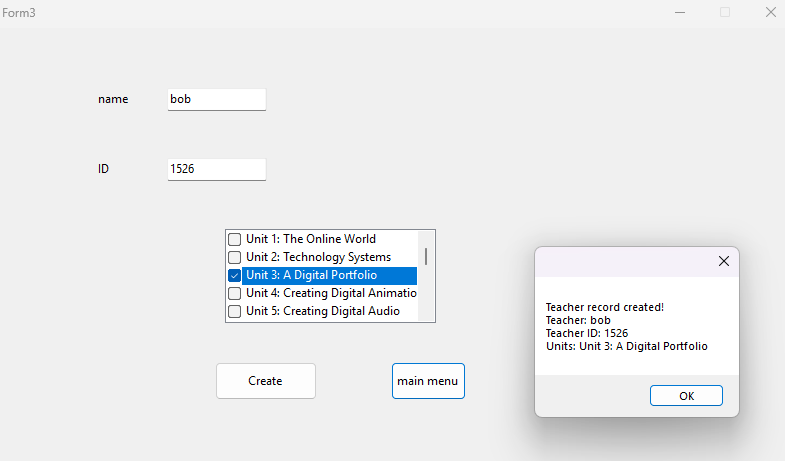 Form3
name
bob
ID
1526
Unit 1: The Online World
Unit 2: Technology Systems
Unit 3: A Digital Portfolio
Unit 4: Creating Digital Animatio
Unit 5: Creating Digital Audio
Create
main menu
Teacher record created!
Teacher: bob
Teacher ID: 1526
Units: Unit 3: A Digital Portfolio
OK